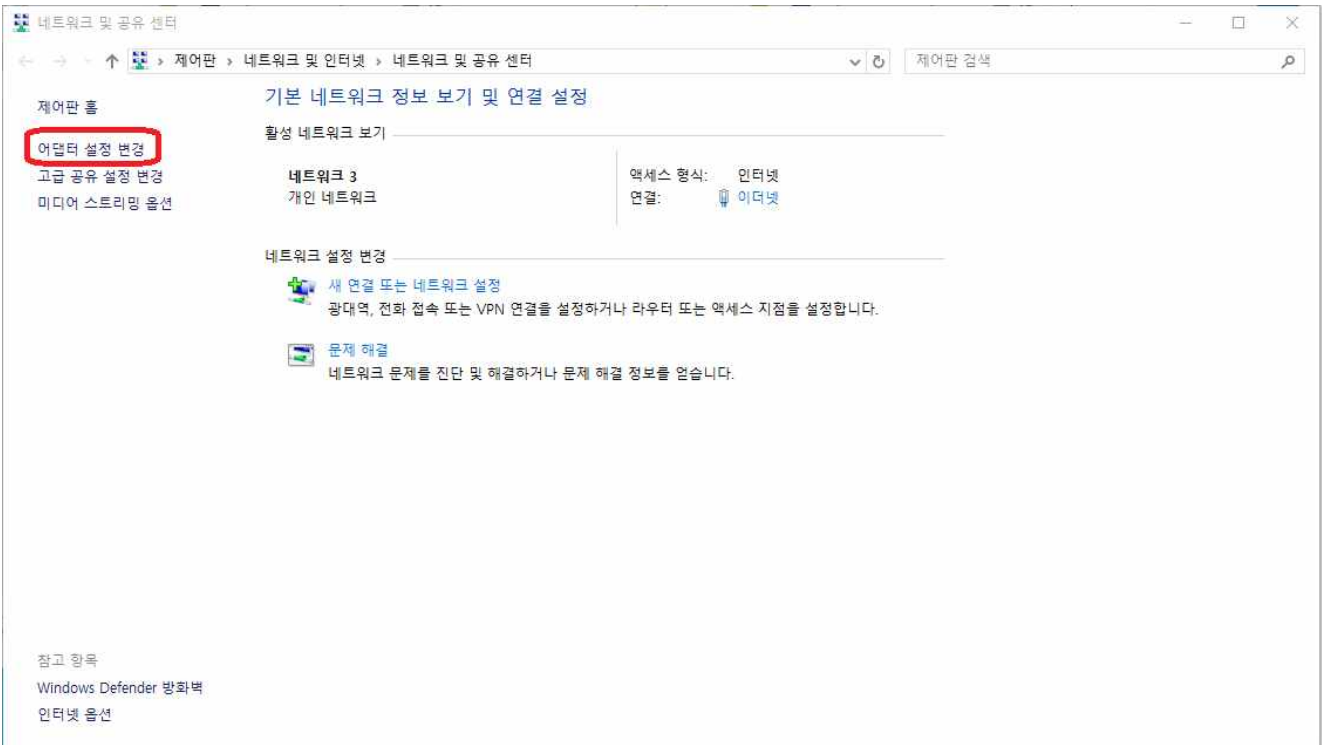 네트워크 및 공유 센터
제어판 › 네트워크 및 인터넷 › 네트워크 및 공유 센터
제어판 검색
제어판 홈
어댑터 설정 변경
고급 공유 설정 변경
미디어 스트리밍 옵션
기본 네트워크 정보 보기 및 연결 설정
활성 네트워크 보기
네트워크 3
개인 네트워크
액세스 형식: 인터넷
연결: 이더넷
네트워크 설정 변경
새 연결 또는 네트워크 설정
광대역, 전화 접속 또는 VPN 연결을 설정하거나 라우터 또는 액세스 지점을 설정합니다.
문제 해결
네트워크 문제를 진단 및 해결하거나 문제 해결 정보를 얻습니다.
참고 항목
Windows Defender 방화벽
인터넷 옵션